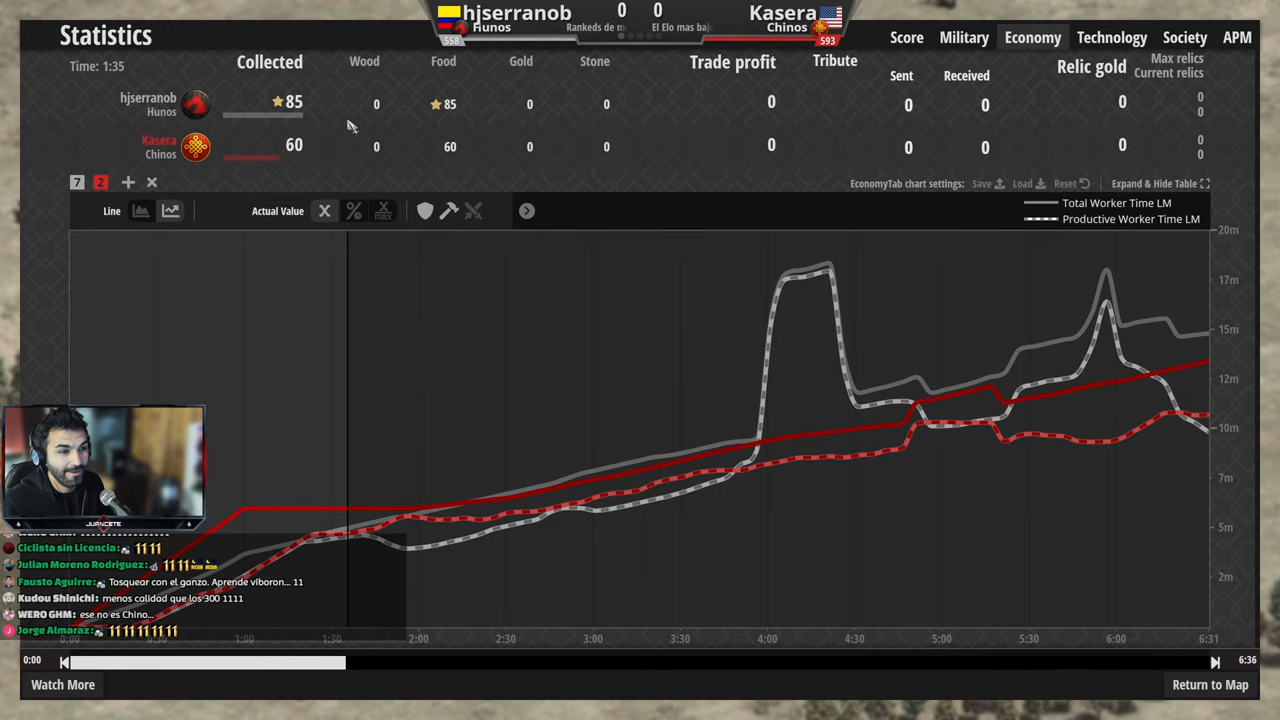 hjserranob
0
0
Kasera
Hunos
Rankeds de m
El Elo mas baj
Chinos
558
593
Statistics
Score
Military
Economy
Technology
Society
APM
Time: 1:35
Collected
Wood
Food
Gold
Stone
Trade profit
Tribute
Sent
Received
Relic gold
Max relics
Current relics
hjserranob
Hunos
85
0
85
0
0
0
0
0
0
0
0
Kasera
Chinos
60
0
60
0
0
0
0
0
0
0
0
7
2
EconomyTab chart settings:
Save
Load
Reset
Expand & Hide Table
Line
Actual Value
X
%
X
max
Total Worker Time LM
Productive Worker Time LM
20m
17m
15m
12m
10m
7m
5m
2m
JUANCETE
Ciclista sin Licencia: 11 11
Julian Moreno Rodriguez: 11 11
Fausto Aguirre: Tosquear con el ganzo. Aprende viboron... 11
Kudou Shinichi: menos calidad que los 300 1111
WERO GHM: ese no es Chino...
Jorge Almaraz: 11 11 11 11 11
1:00
1:30
2:00
2:30
3:00
3:30
4:00
4:30
5:00
5:30
6:00
6:31
0:00
6:36
Watch More
Return to Map